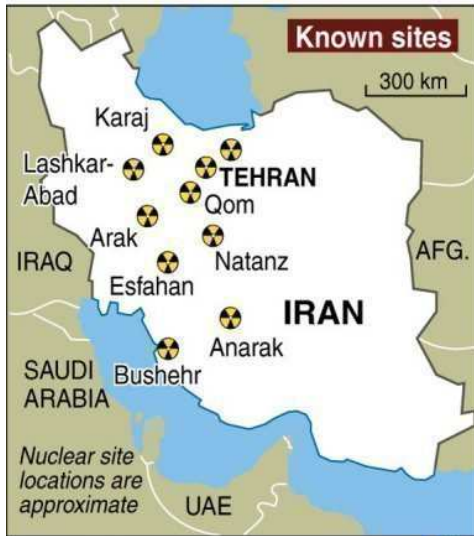 Known sites
300 km
Karaj
Lashkar-
Abad
TEHRAN
Qom
Arak
Natanz
IRAQ
AFG.
Esfahan
IRAN
Anarak
Bushehr
SAUDI
ARABIA
Nuclear site
locations are
approximate
UAE